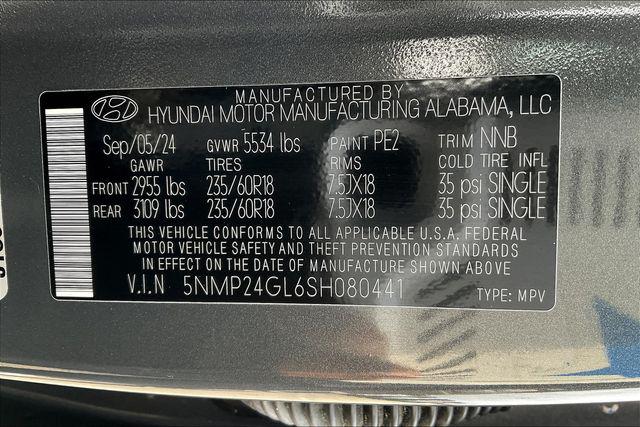 MANUFACTURED BY
HYUNDAI MOTOR MANUFACTURING ALABAMA, LLC
Sep/05/24 GVWR 5534 lbs PAINT PE2 TRIM NNB
GAWR TIRES RIMS COLD TIRE INFL
FRONT 2955 lbs 235/60R18 7.5JX18 35 psi SINGLE
REAR 3109 lbs 235/60R18 7.5JX18 35 psi SINGLE
THIS VEHICLE CONFORMS TO ALL APPLICABLE U.S.A. FEDERAL
MOTOR VEHICLE SAFETY AND THEFT PREVENTION STANDARDS
IN EFFECT ON THE DATE OF MANUFACTURE SHOWN ABOVE
V.I.N 5NMP24GL6SH080441 TYPE: MPV